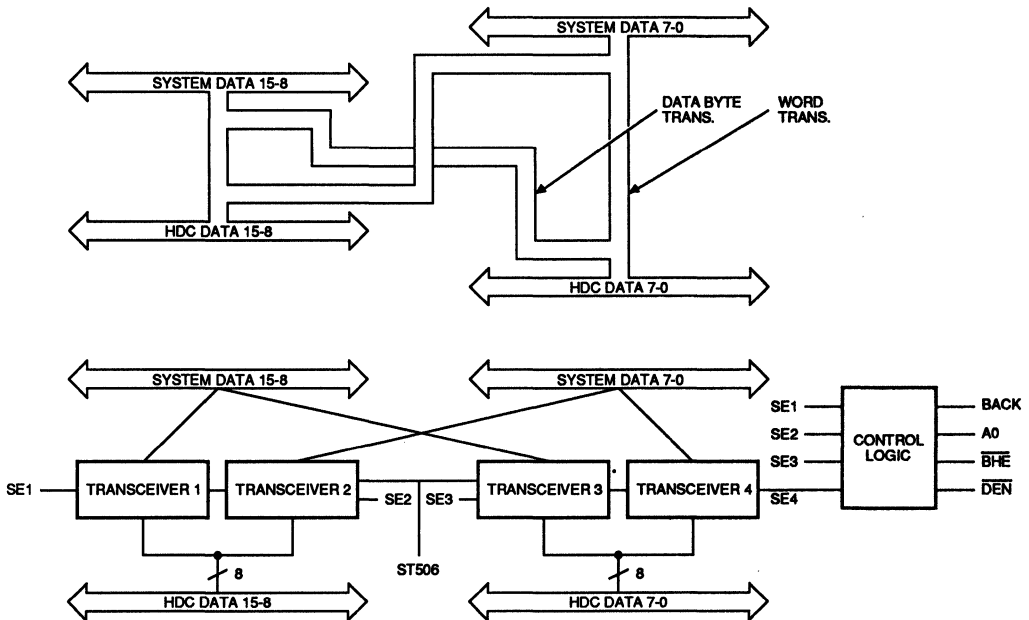 SYSTEM DATA 7-0
SYSTEM DATA 15-8
DATA BYTE
TRANS.
WORD
TRANS.
HDC DATA 15-8
HDC DATA 7-0
SYSTEM DATA 15-8
SYSTEM DATA 7-0
SE1
SE2
SE3
SE4
CONTROL
LOGIC
BACK
A0
BHE
DEN
SE1
TRANSCEIVER 1
TRANSCEIVER 2
SE2
SE3
TRANSCEIVER 3
TRANSCEIVER 4
ST506
8
8
HDC DATA 15-8
HDC DATA 7-0